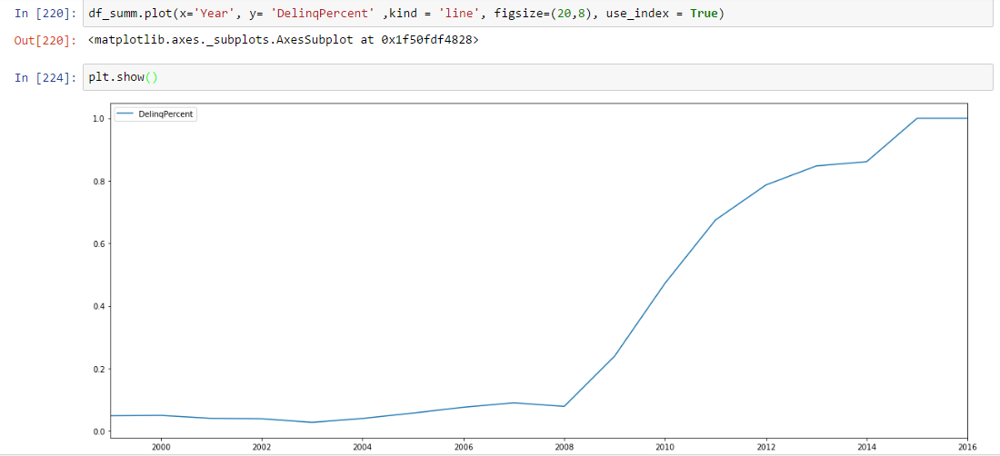 In [220]: df_summ.plot(x='Year', y= 'DelinqPercent' ,kind = 'line', figsize=(20,8), use_index = True)
Out[220]: <matplotlib.axes._subplots.AxesSubplot at 0x1f50fdf4828>
In [224]: plt.show()
DelinqPercent
1.0
0.8
0.6
0.4
0.2
0.0
2000 2002 2004 2006 2008 2010 2012 2014 2016